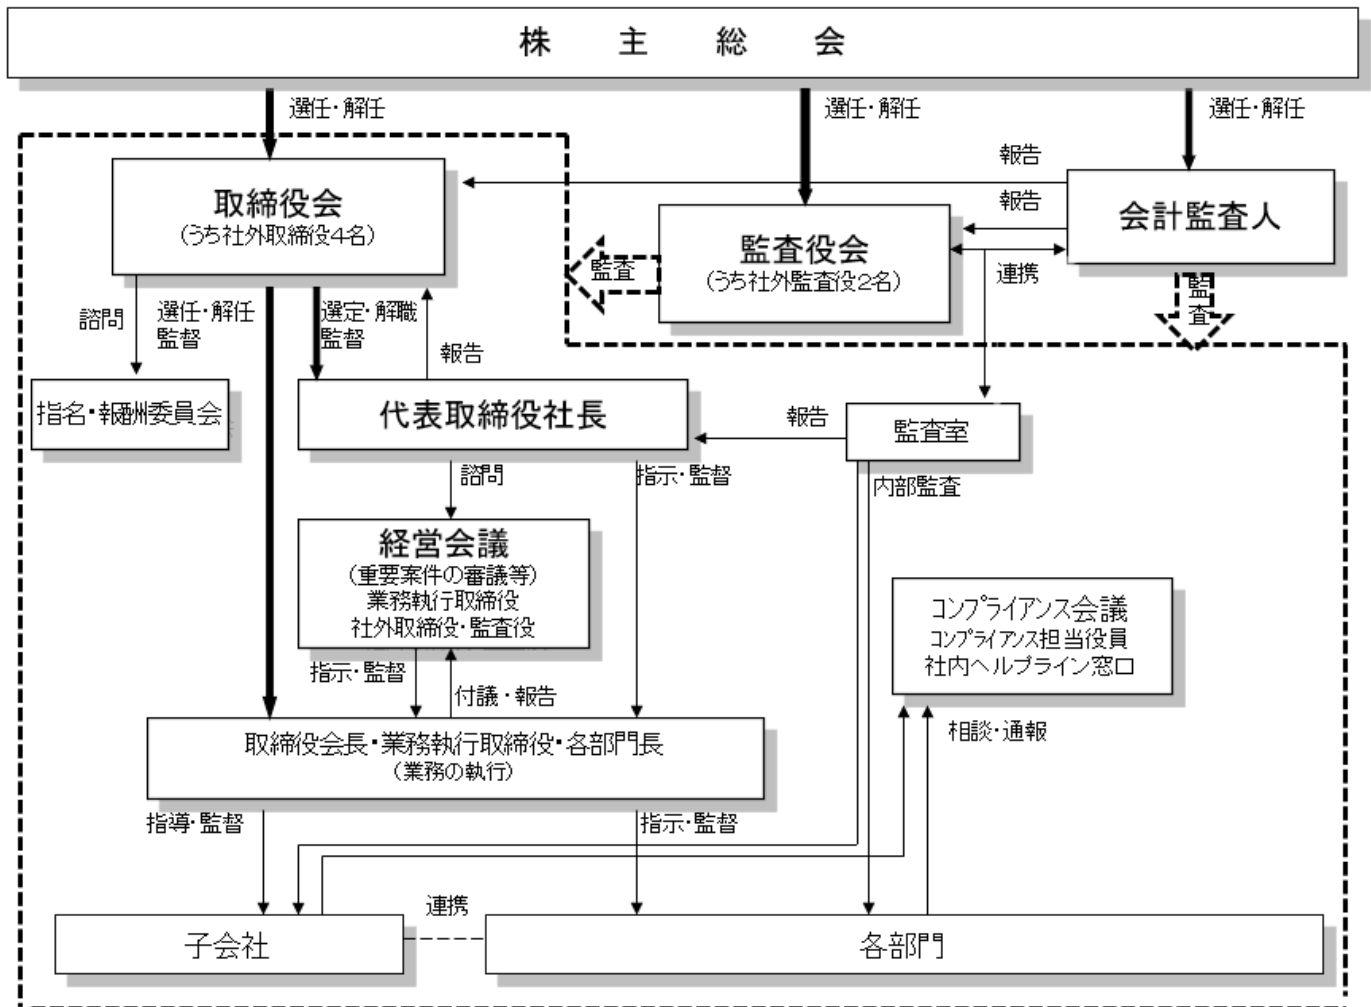 株主総会
選任・解任
選任・解任
選任・解任
報告
取締役会
(うち社外取締役4名)
報告
会計監査人
監査役会
(うち社外監査役2名)
連携
監査
監査
諮問
選任・解任
監督
選定・解職
監督
報告
指名・報酬委員会
代表取締役社長
報告
監査室
諮問
指示・監督
内部監査
経営会議
(重要案件の審議等)
業務執行取締役
社外取締役・監査役
コンプライアンス会議
コンプライアンス担当役員
社内ヘルプライン窓口
指示・監督
付議・報告
相談・通報
取締役会長・業務執行取締役・各部門長
(業務の執行)
指導・監督
指示・監督
連携
子会社
各部門